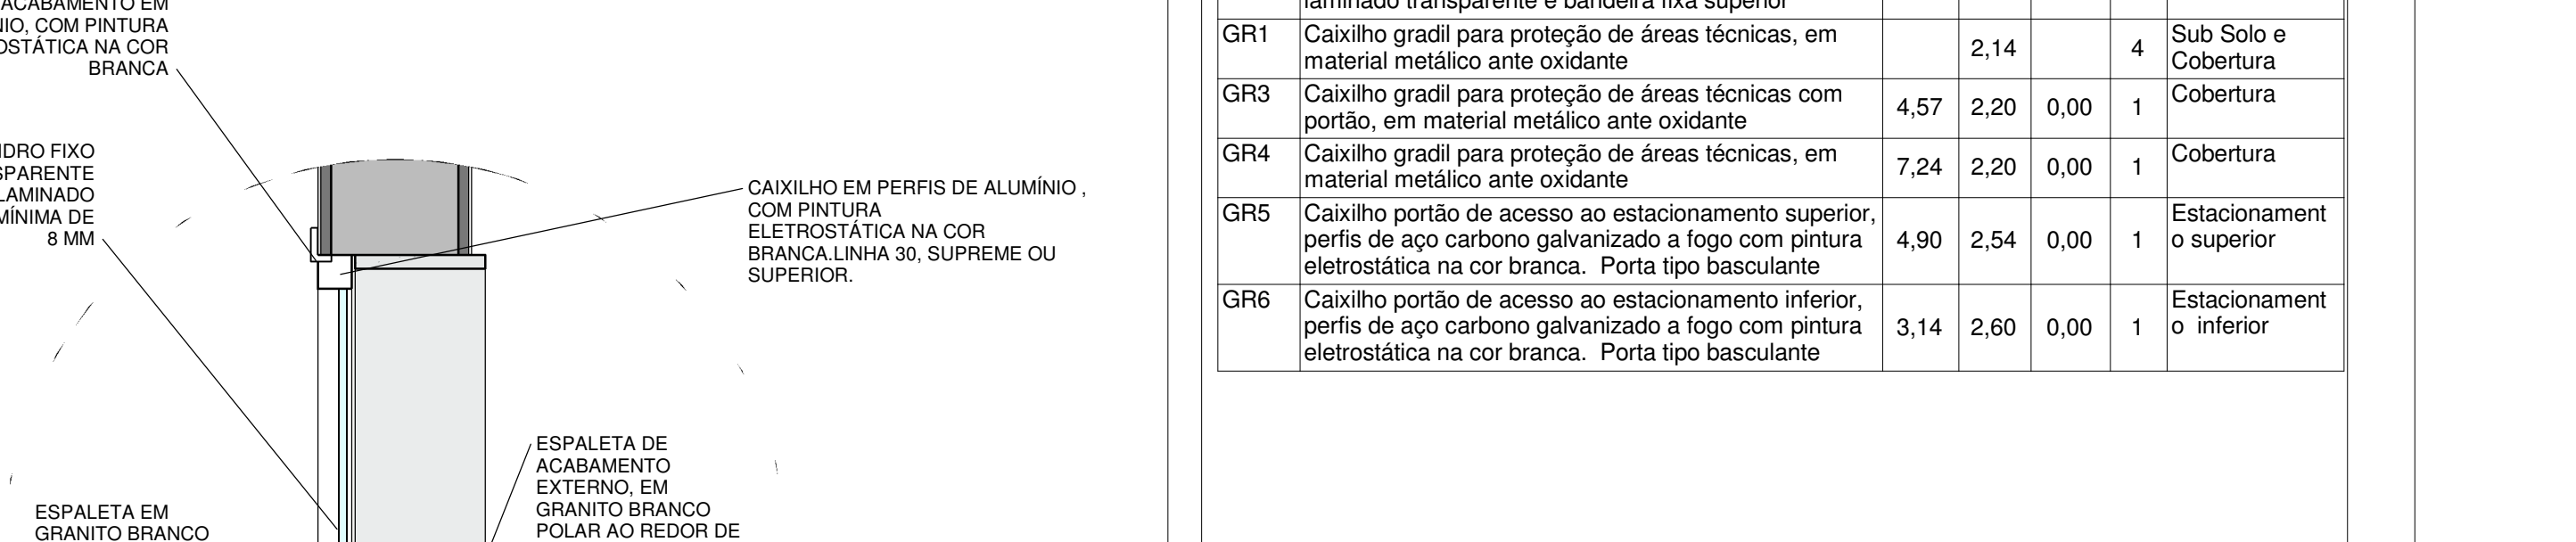 ACABAMENTO EM
COM PINTURA
NA COR
BRANCA
FIXO
LAMINADO
MÍNIMA DE
8 MM
CAIXILHO EM PERFIS DE ALUMÍNIO ,
COM PINTURA
ELETROSTÁTICA NA COR
BRANCA.LINHA 30, SUPREME OU
SUPERIOR.
ESPALETA DE
ACABAMENTO
EXTERNO, EM
GRANITO BRANCO
POLAR AO REDOR DE
ESPALETA EM
GRANITO BRANCO
laminado transparente e bandeira fixa superior
GR1 Caixilho gradil para proteção de áreas técnicas, em
material metálico ante oxidante
2,14 4 Sub Solo e
Cobertura
GR3 Caixilho gradil para proteção de áreas técnicas com
portão, em material metálico ante oxidante
4,57 2,20 0,00 1 Cobertura
GR4 Caixilho gradil para proteção de áreas técnicas, em
material metálico ante oxidante
7,24 2,20 0,00 1 Cobertura
GR5 Caixilho portão de acesso ao estacionamento superior,
perfis de aço carbono galvanizado a fogo com pintura
eletrostática na cor branca.  Porta tipo basculante
4,90 2,54 0,00 1 Estacionament
o superior
GR6 Caixilho portão de acesso ao estacionamento inferior,
perfis de aço carbono galvanizado a fogo com pintura
eletrostática na cor branca.  Porta tipo basculante
3,14 2,60 0,00 1 Estacionament
o  inferior